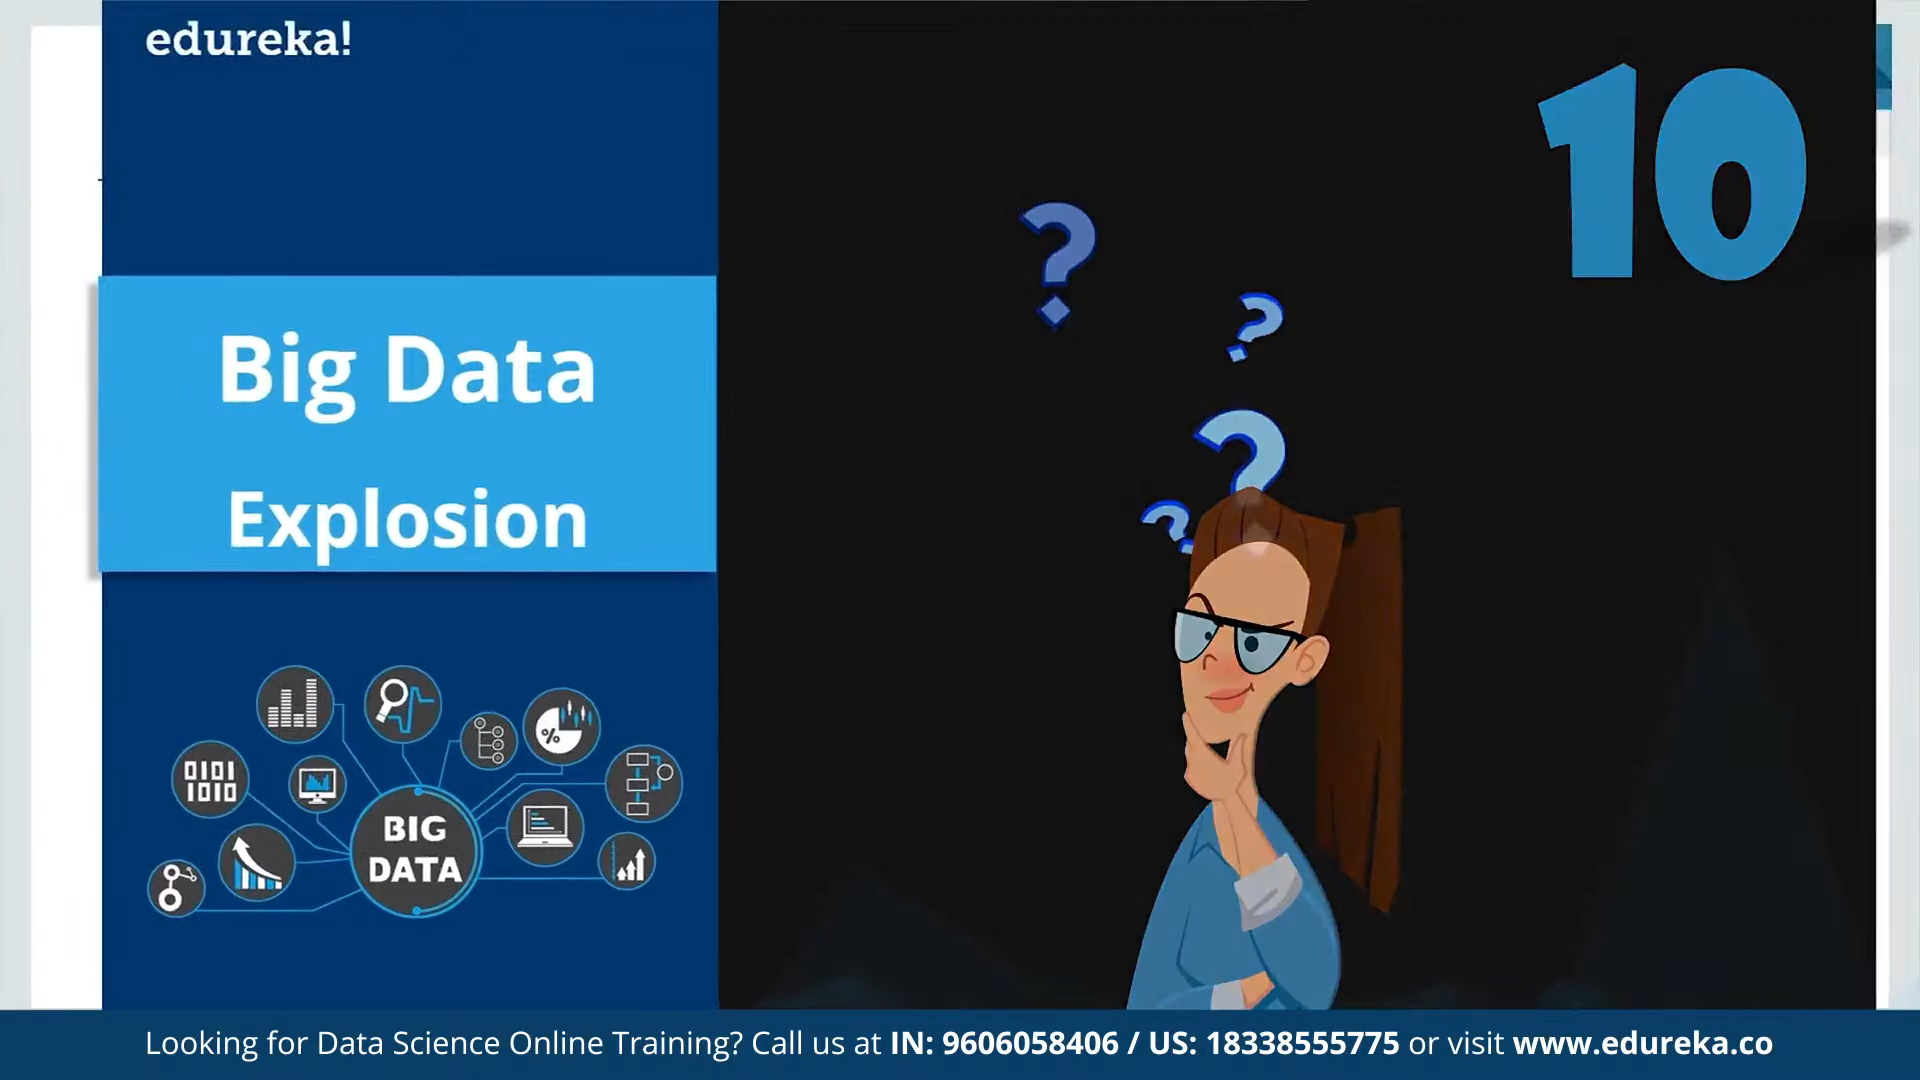 edureka!
10
Big Data
Explosion
? ? ? ?
0101
1010
%
BIG
DATA
Looking for Data Science Online Training? Call us at IN: 9606058406 / US: 18338555775 or visit www.edureka.co